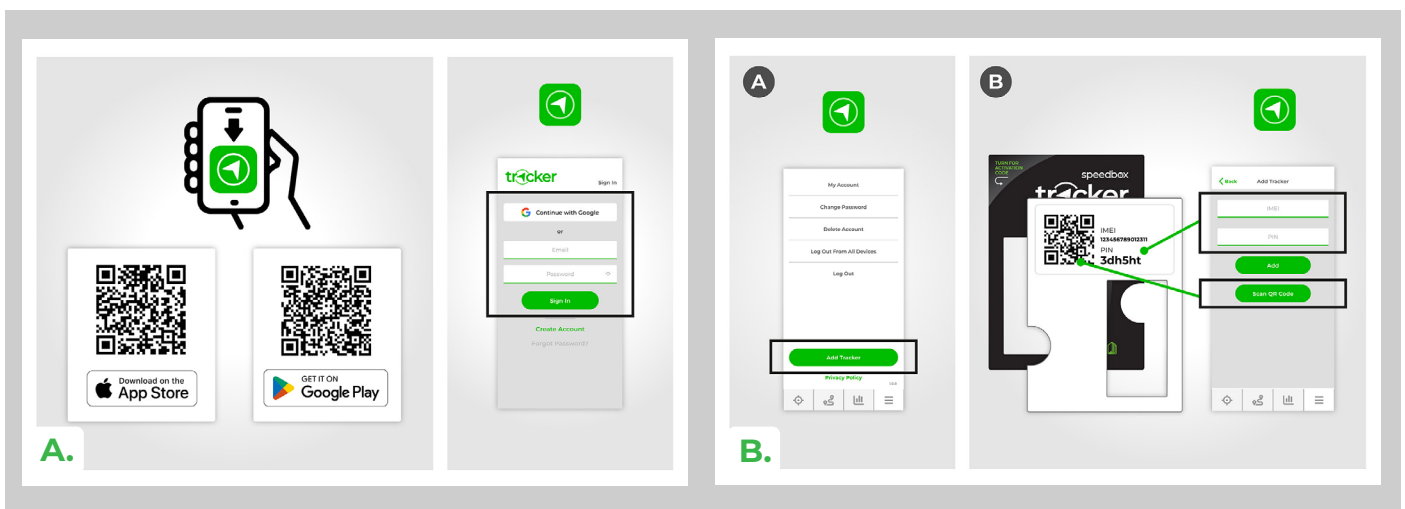 Download on the
App Store
GET IT ON
Google Play
A.
tracker
Sign In
Continue with Google
or
Email
Password
Sign In
Create Account
Forgot Password?
A
My Account
Change Password
Delete Account
Log Out From All Devices
Log Out
Add Tracker
Privacy Policy
B.
B
TURN FOR
ACTIVATION
CODE
speedbox
tracker
IMEI
123456789012311
PIN
3dh5ht
Back Add Tracker
IMEI
PIN
Add
Scan QR Code